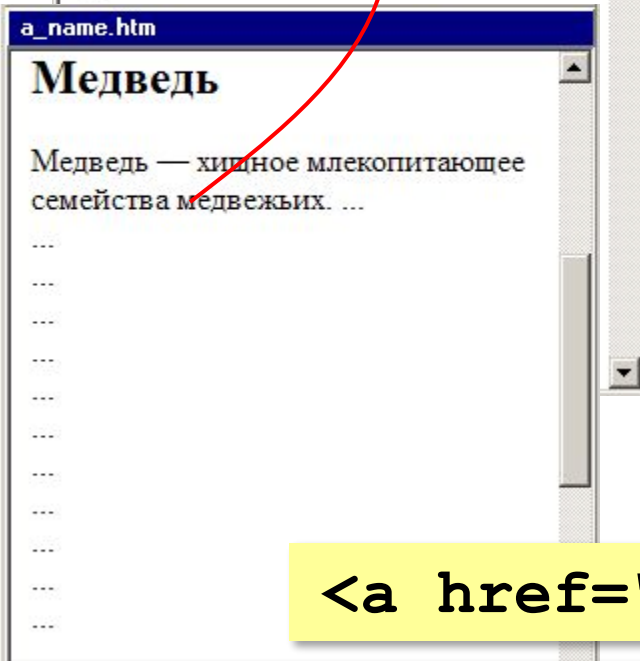 a_name.htm
Медведь
Медведь — хищное млекопитающее
семейства медвежьих. ...
...
...
...
...
...
...
...
...
...
...
...
<a href="